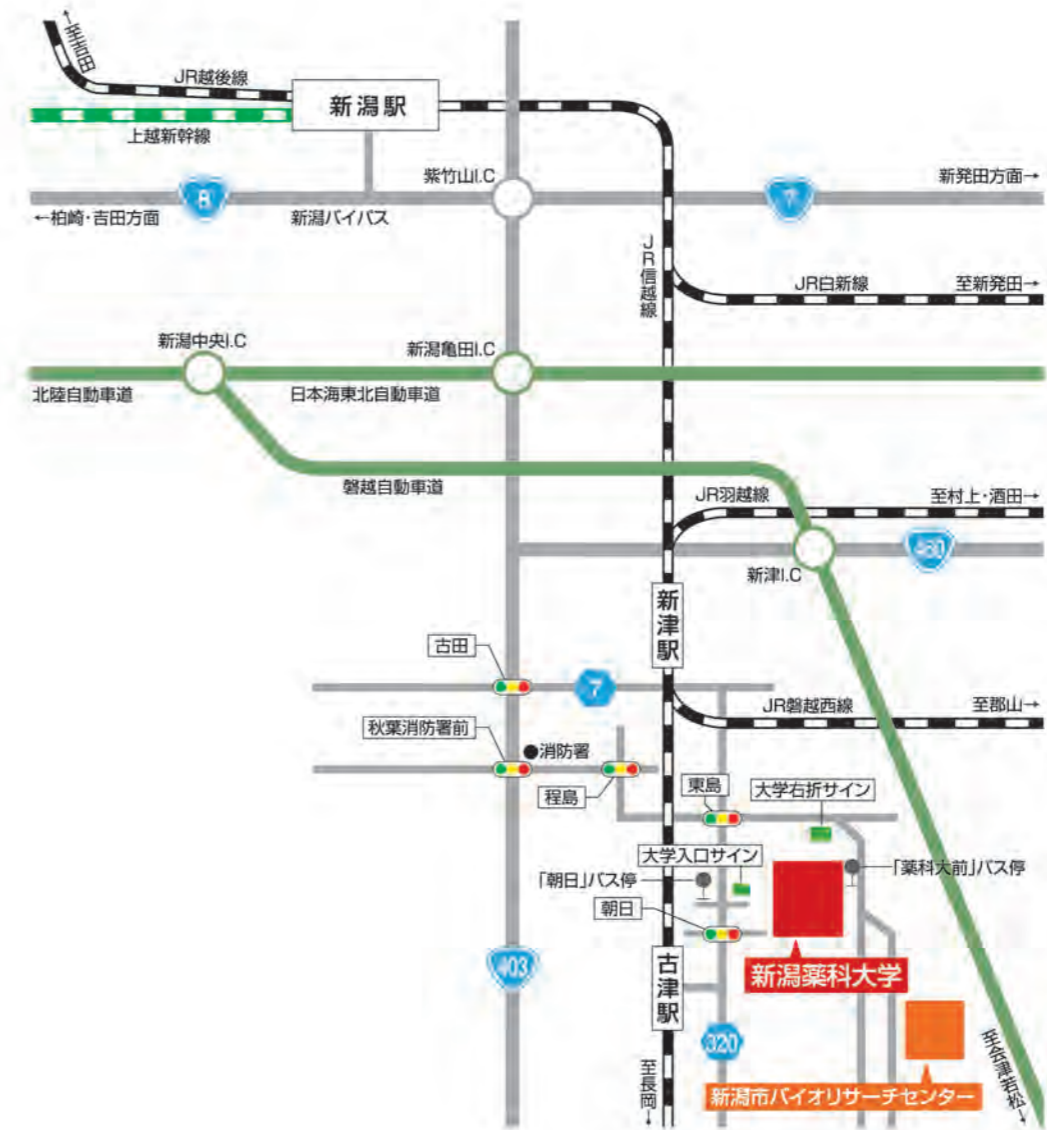 ←至吉田
JR越後線
新潟駅
上越新幹線
紫竹山I.C
新発田方面→
8
7
←柏崎・吉田方面
新潟バイパス
JR信越線
JR白新線
至新発田→
新潟中央I.C
新潟亀田I.C
北陸自動車道
日本海東北自動車道
磐越自動車道
JR羽越線
至村上・酒田→
460
新津I.C
新津駅
古田
7
JR磐越西線
至郡山→
秋葉消防署前
●消防署
程島
東島
大学右折サイン
大学入口サイン
「朝日」バス停
「薬科大前」バス停
朝日
403
古津駅
新潟薬科大学
320
至長岡→
新潟市バイオリサーチセンター
至会津若松→